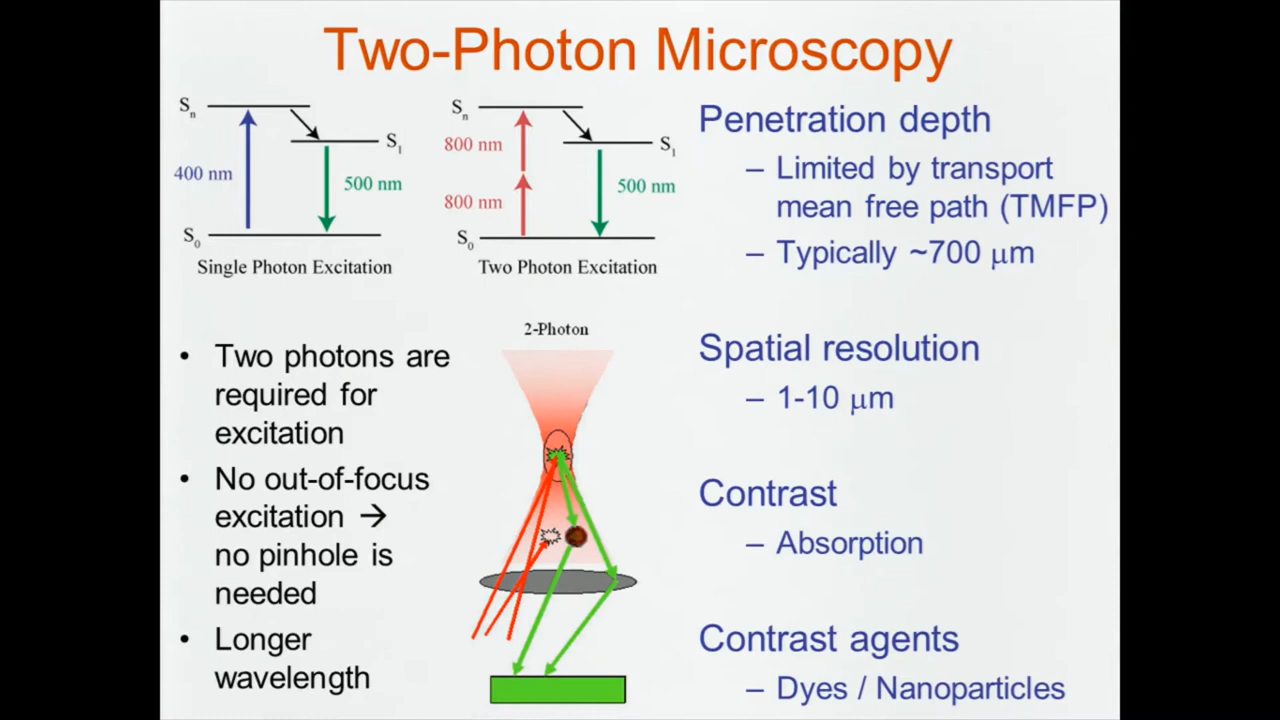 Two-Photon Microscopy
Sn
400 nm
S1
500 nm
S0
Single Photon Excitation
Sn
800 nm
800 nm
S1
500 nm
S0
Two Photon Excitation
• Two photons are
required for
excitation
• No out-of-focus
excitation →
no pinhole is
needed
• Longer
wavelength
2-Photon
Penetration depth
– Limited by transport
mean free path (TMFP)
– Typically ~700 μm
Spatial resolution
– 1-10 μm
Contrast
– Absorption
Contrast agents
– Dyes / Nanoparticles